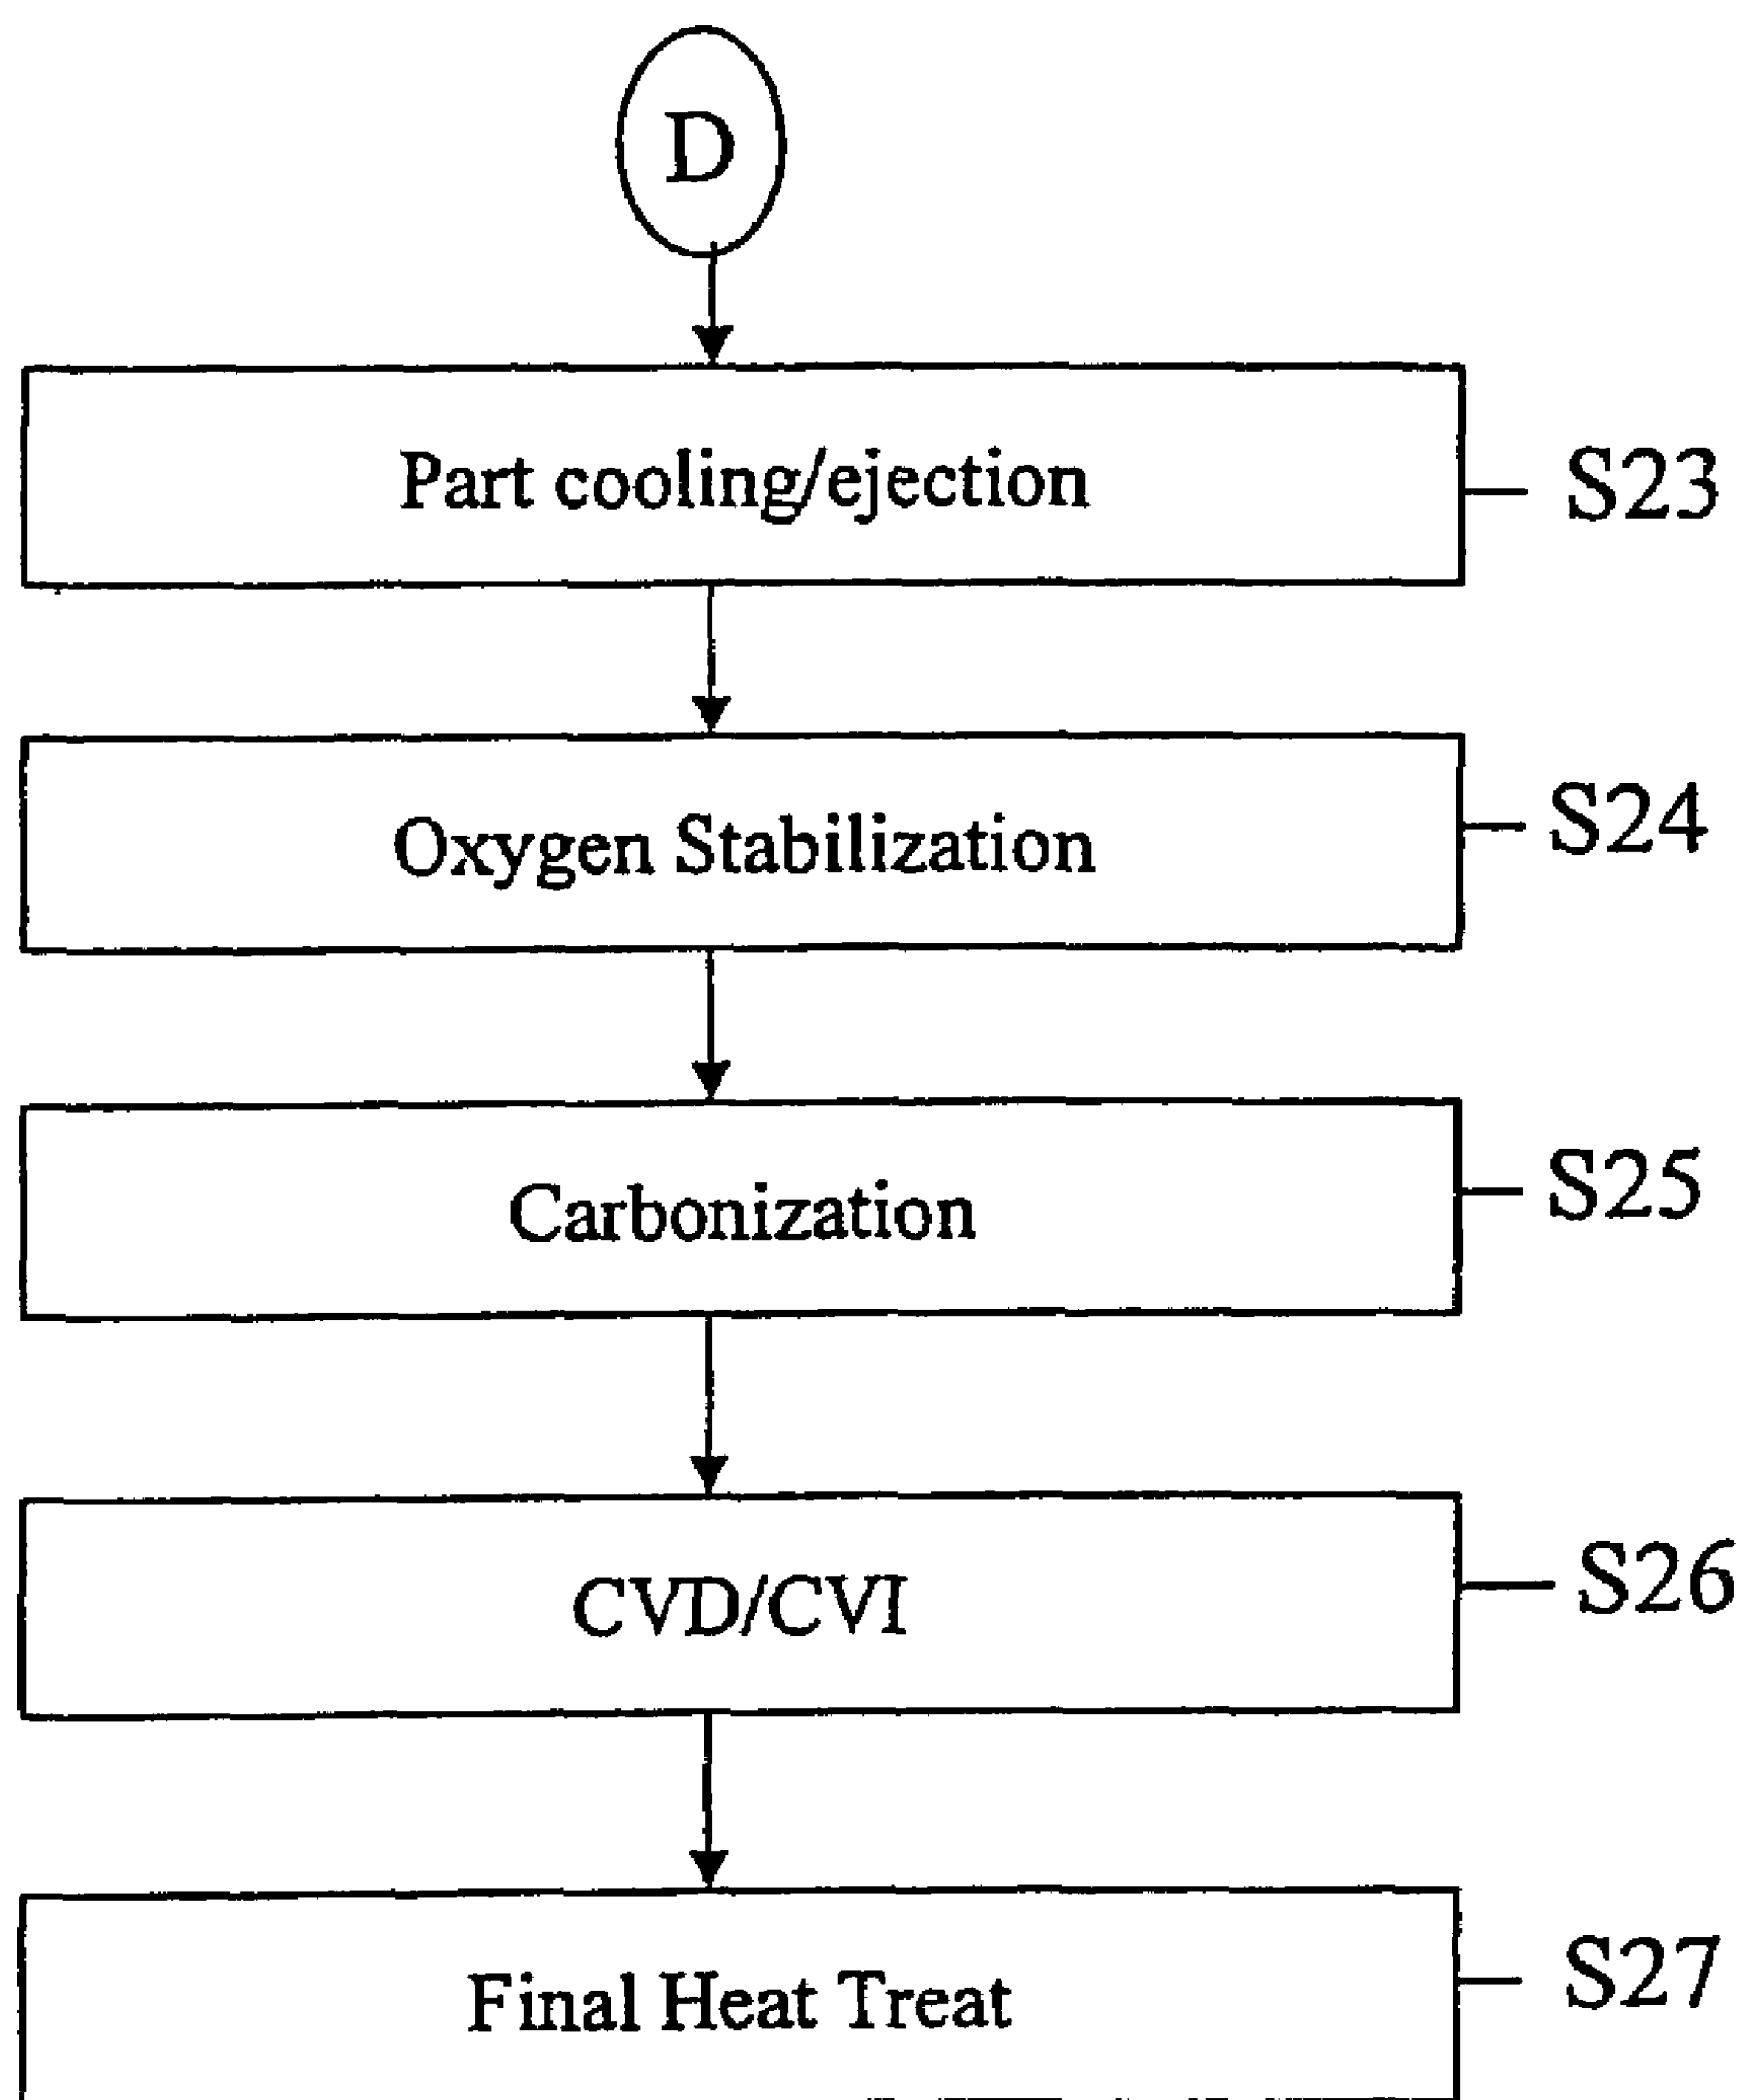 D
Part cooling/ejection
S23
Oxygen Stabilization
S24
Carbonization
S25
CVD/CVI
S26
Final Heat Treat
S27